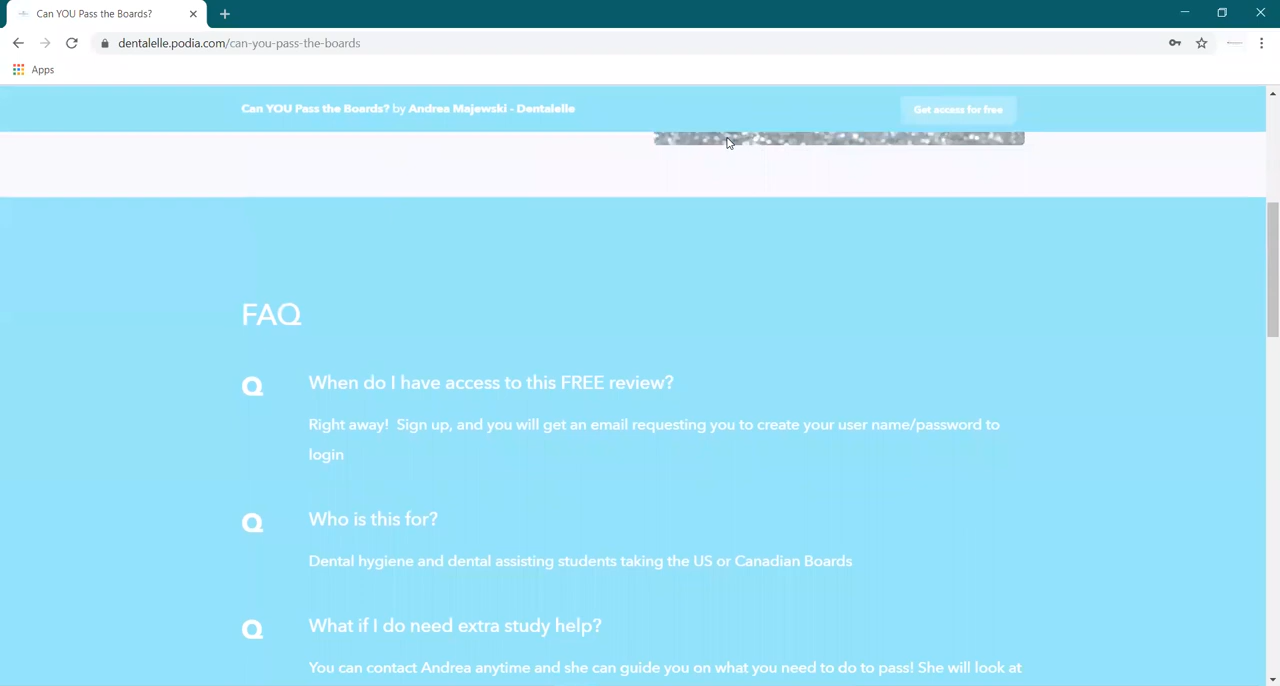 Can YOU Pass the Boards?
dentalelle.podia.com/can-you-pass-the-boards
Apps
Can YOU Pass the Boards? by Andrea Majewski - Dentalelle
Get access for free
FAQ
Q When do I have access to this FREE review?
Right away! Sign up, and you will get an email requesting you to create your user name/password to
login
Q Who is this for?
Dental hygiene and dental assisting students taking the US or Canadian Boards
Q What if I do need extra study help?
You can contact Andrea anytime and she can guide you on what you need to do to pass! She will look at